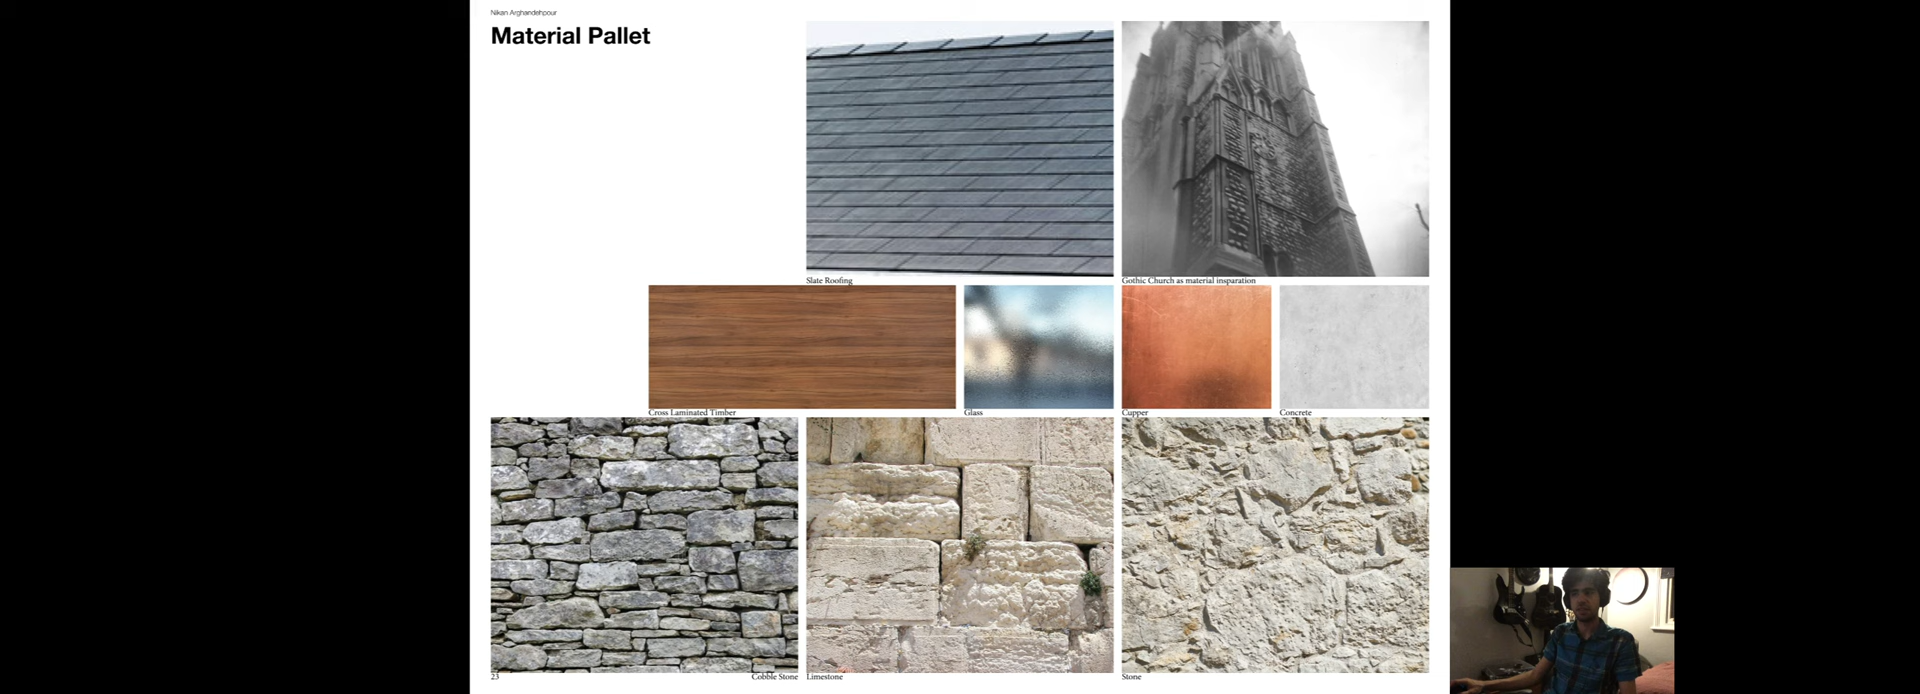 Nikan Arghandehpour
Material Pallet
Slate Roofing
Gothic Church as material insparation
Cross Laminated Timber
Glass
Cupper
Concrete
23
Cobble Stone
Limestone
Stone